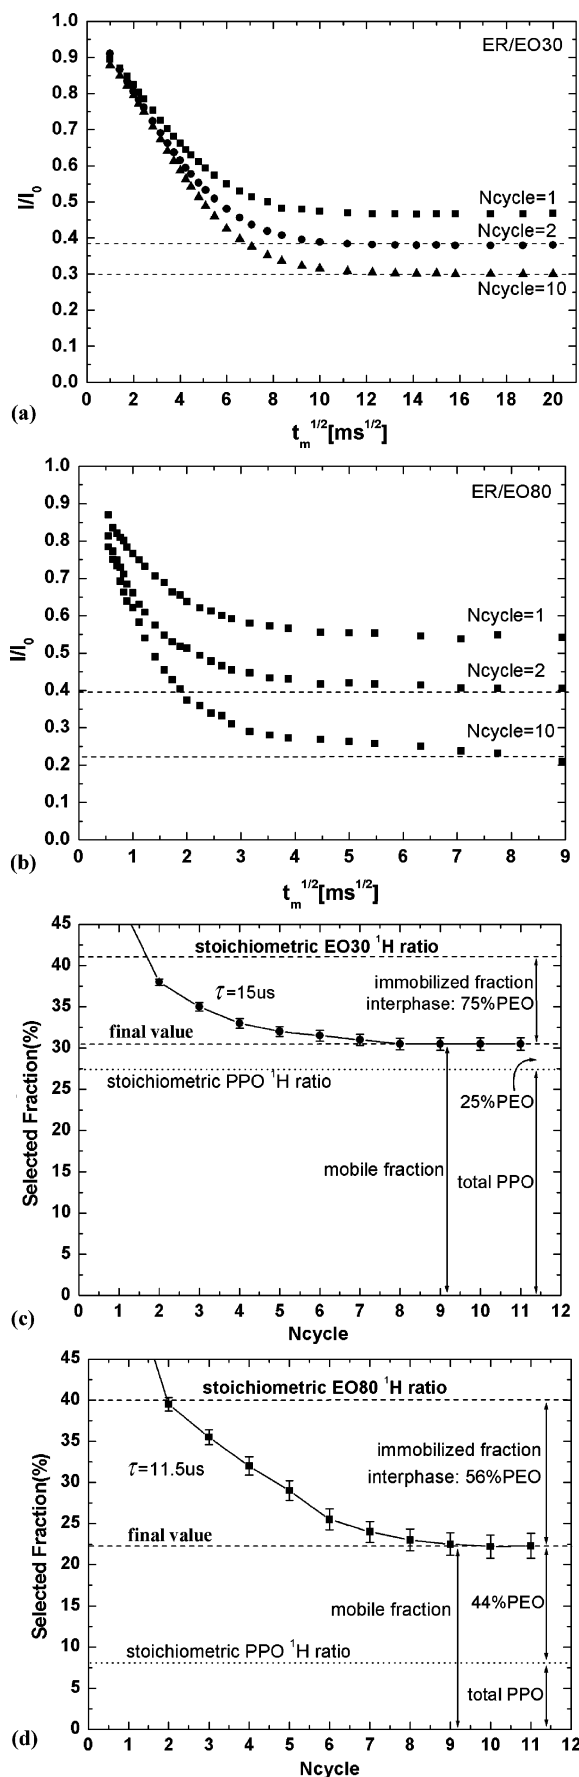 ER/EO30
1.0
0.9
0.8
0.7
0.6
0.5
0.4
0.3
0.2
0.1
0.0
I/I0
Ncycle=1
Ncycle=2
Ncycle=10
0 2 4 6 8 10 12 14 16 18 20
(a)
tm^1/2[ms^1/2]
ER/EO80
1.0
0.9
0.8
0.7
0.6
0.5
0.4
0.3
0.2
0.1
0.0
I/I0
Ncycle=1
Ncycle=2
Ncycle=10
0 1 2 3 4 5 6 7 8 9
(b)
tm^1/2[ms^1/2]
45
40
35
30
25
20
15
10
5
0
Selected Fraction(%)
stoichiometric EO30 ¹H ratio
τ=15us
immobilized fraction
interphase: 75%PEO
final value
stoichiometric PPO ¹H ratio
25%PEO
mobile fraction
total PPO
0 1 2 3 4 5 6 7 8 9 10 11 12
(c)
Ncycle
45
40
35
30
25
20
15
10
5
0
Selected Fraction(%)
stoichiometric EO80 ¹H ratio
τ=11.5us
immobilized fraction
interphase: 56%PEO
final value
44%PEO
mobile fraction
stoichiometric PPO ¹H ratio
total PPO
0 1 2 3 4 5 6 7 8 9 10 11 12
(d)
Ncycle